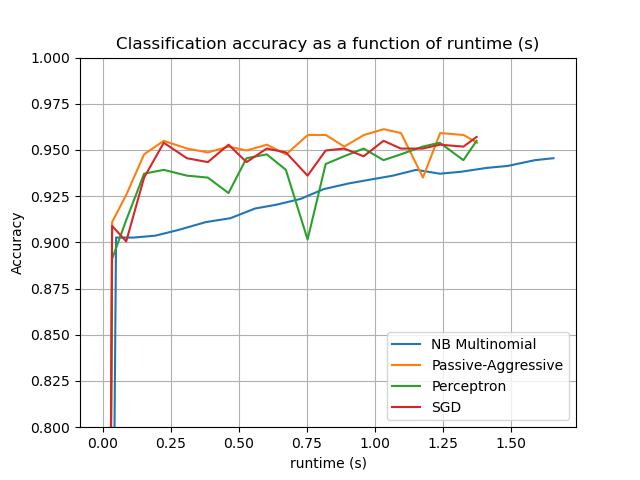 Classification accuracy as a function of runtime (s)
1.000
0.975
0.950
0.925
0.900
0.875
0.850
0.825
0.800
Accuracy
NB Multinomial
Passive-Aggressive
Perceptron
SGD
0.00 0.25 0.50 0.75 1.00 1.25 1.50
runtime (s)